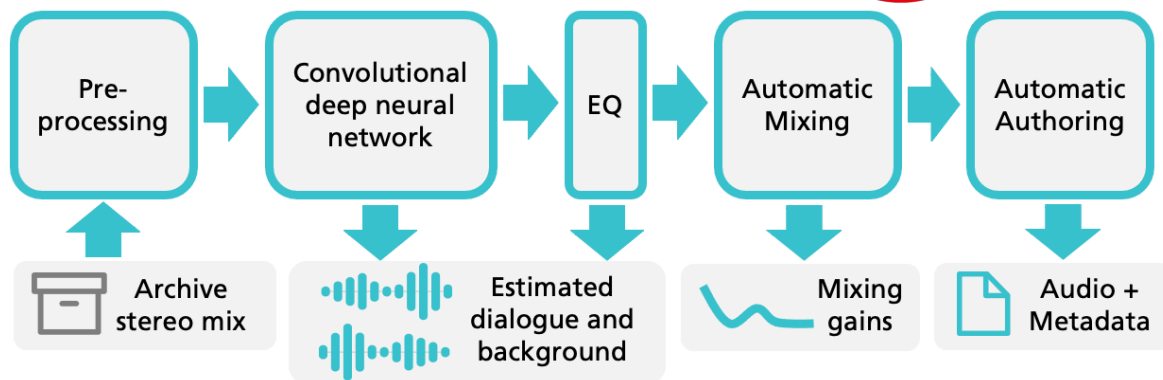 Pre-
processing
Convolutional
deep neural
network
EQ
Automatic
Mixing
Automatic
Authoring
Archive
stereo mix
Estimated
dialogue and
background
Mixing
gains
Audio +
Metadata